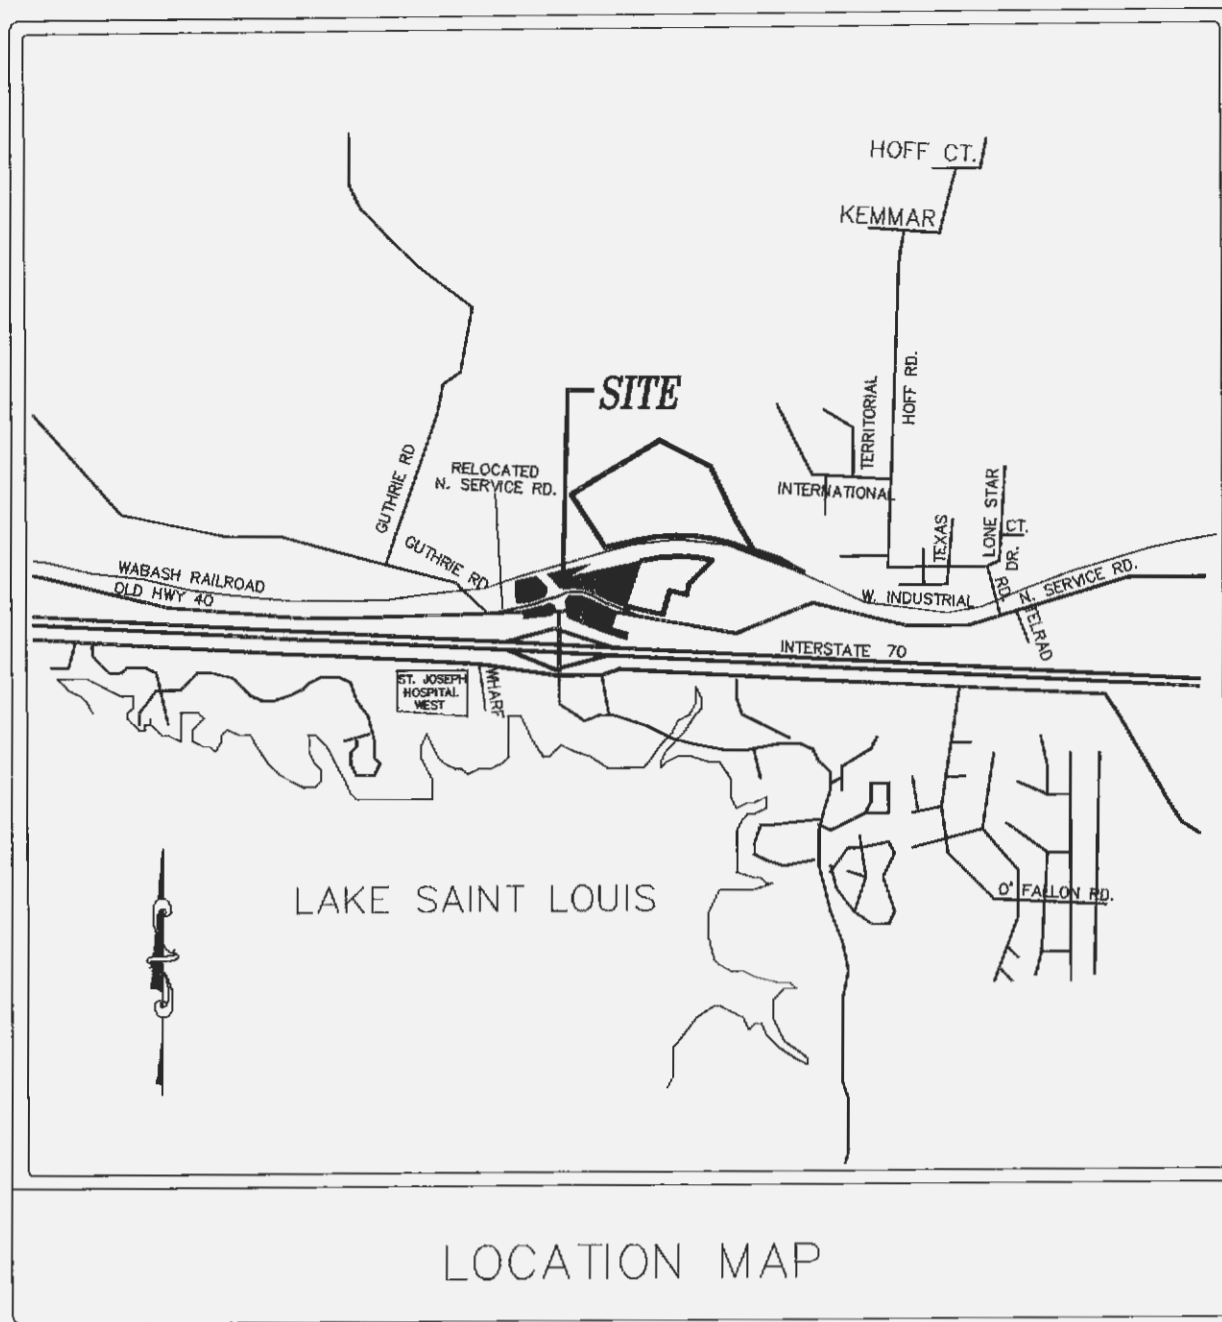 HOFF CT.
KEMMAR
SITE
TERRITORIAL
HOFF RD.
GUTHRIE RD
RELOCATED
N. SERVICE RD.
INTERNATIONAL
LONE STAR
CT.
TEXAS
DR.
GUTHRIE RD
WABASH RAILROAD
OLD HWY 40
W. INDUSTRIAL
RD.
N. SERVICE RD.
BELRAD
INTERSTATE 70
ST. JOSEPH
HOSPITAL
WEST
WHARF
LAKE SAINT LOUIS
O' FALLON RD.
LOCATION MAP